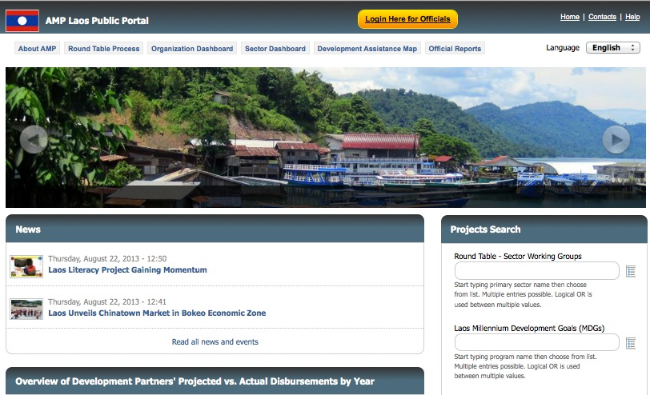 AMP Laos Public Portal
Login Here for Officials
Home | Contacts | Help
About AMP
Round Table Process
Organization Dashboard
Sector Dashboard
Development Assistance Map
Official Reports
Language
English
News
Thursday, August 22, 2013 - 12:50
Laos Literacy Project Gaining Momentum
Thursday, August 22, 2013 - 12:41
Laos Unveils Chinatown Market in Bokeo Economic Zone
Read all news and events
Overview of Development Partners' Projected vs. Actual Disbursements by Year
Projects Search
Round Table - Sector Working Groups
Start typing primary sector name then choose
from list. Multiple entries possible. Logical OR is
used between multiple values.
Laos Millennium Development Goals (MDGs)
Start typing program name then choose from list.
Multiple entries possible. Logical OR is used
between multiple values.